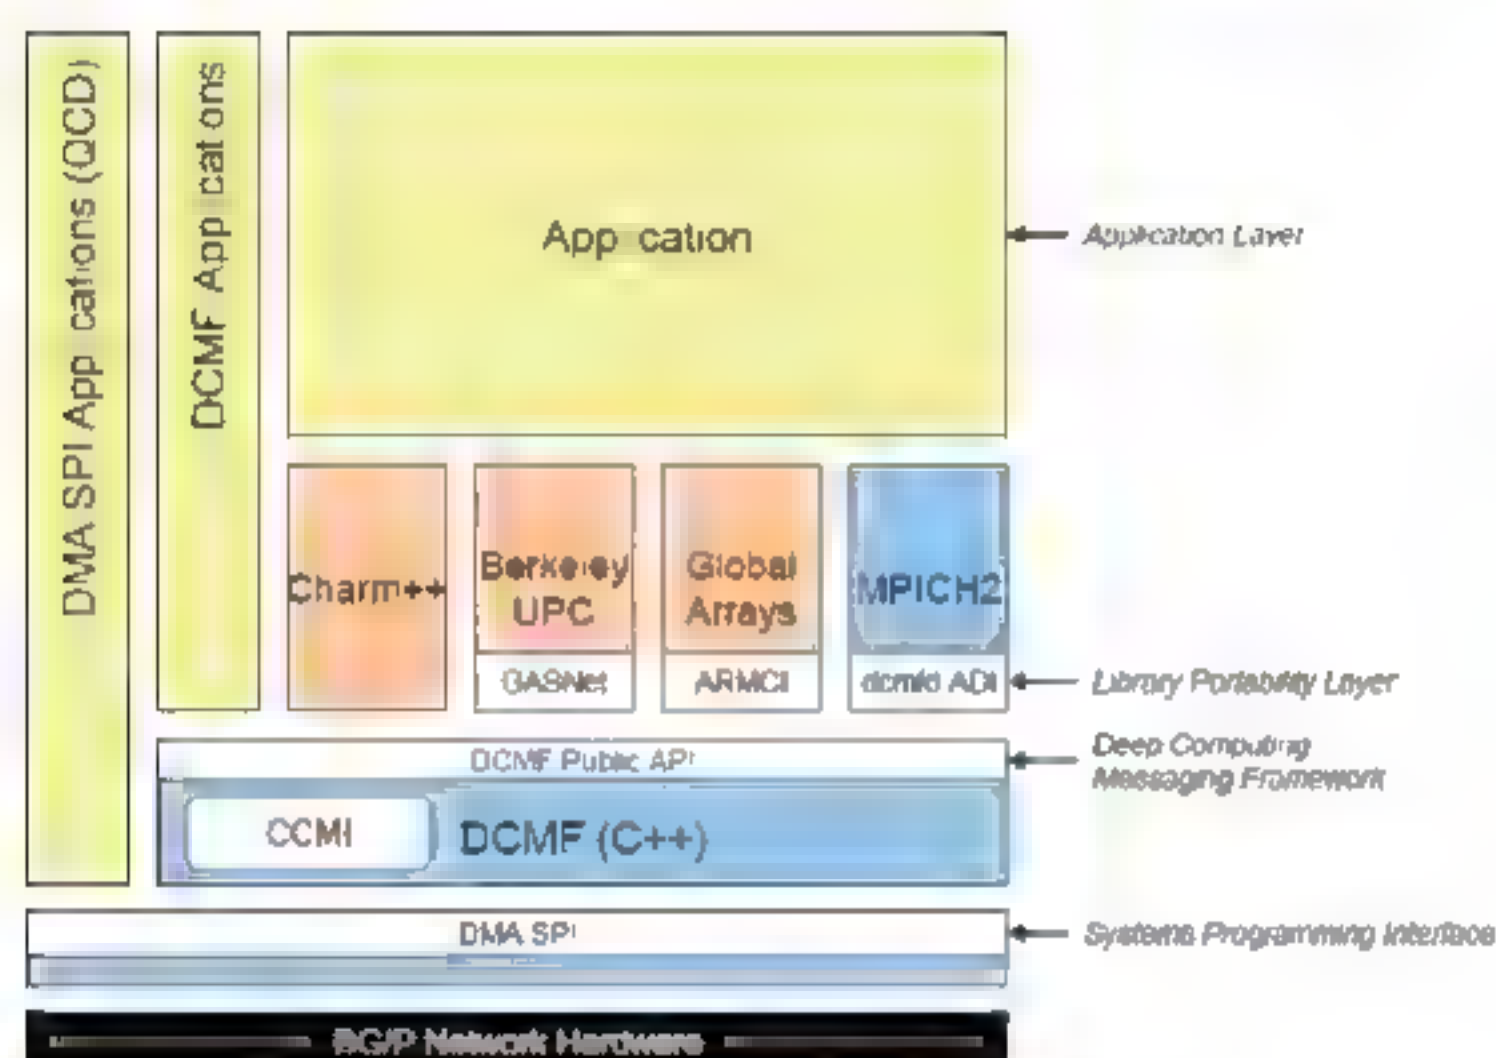 DMA SPI Applications (QCD)
DCMF Applications
Application
Application Layer
Charm++
Berkeley
UPC
Global
Arrays
MPICH2
GASNet
ARMCI
dcmfd ADI
Library Portability Layer
DCMF Public API
Deep Computing
Messaging Framework
CCMI
DCMF (C++)
DMA SPI
Systems Programming Interface
BG/P Network Hardware